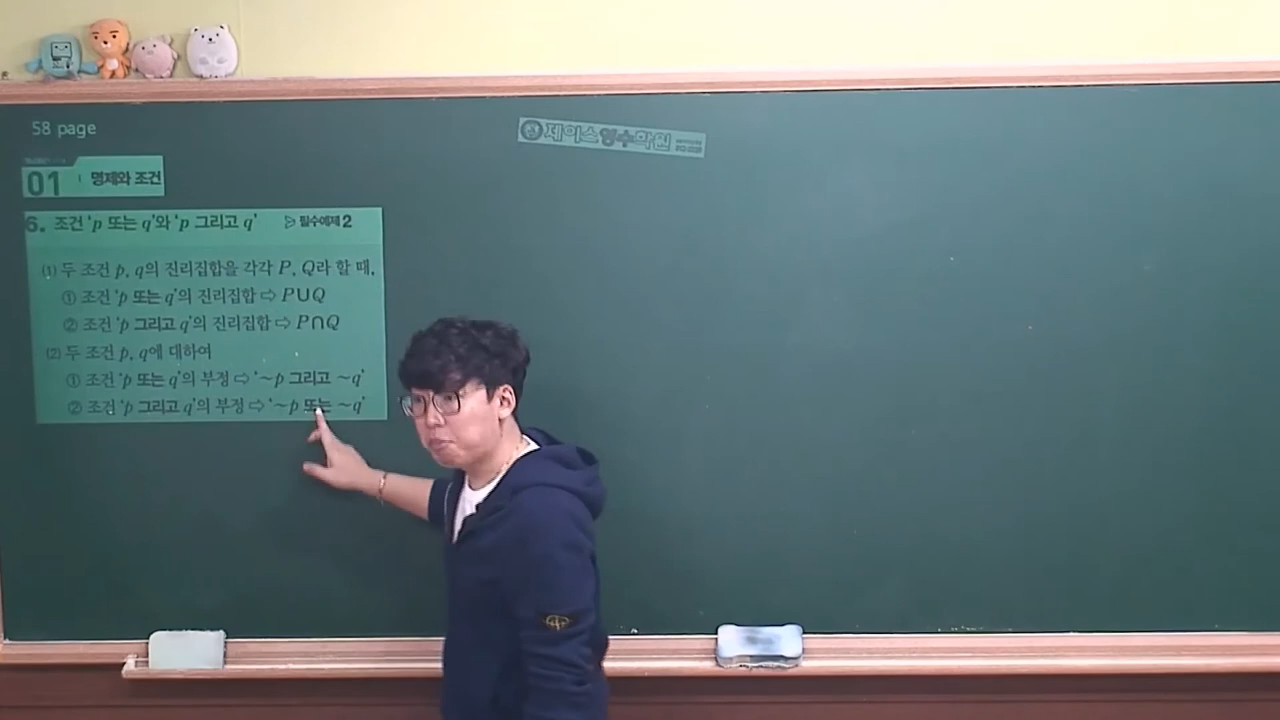 58 page
제이스영수학원
01 명제와 조건
6. 조건 'p 또는 q'와 'p 그리고 q' 필수예제 2
(1) 두 조건 p, q의 진리집합을 각각 P, Q라 할 때,
① 조건 'p 또는 q'의 진리집합 ⇨ P∪Q
② 조건 'p 그리고 q'의 진리집합 ⇨ P∩Q
(2) 두 조건 p, q에 대하여
① 조건 'p 또는 q'의 부정 ⇨ '~p 그리고 ~q'
② 조건 'p 그리고 q'의 부정 ⇨ '~p 또는 ~q'